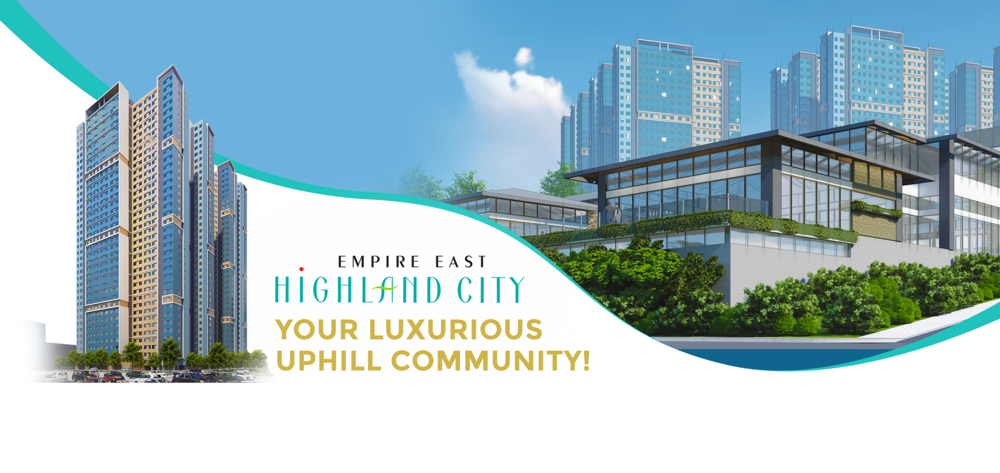 EMPIRE EAST
HiGHLAND CITY
YOUR LUXURIOUS
UPHILL COMMUNITY!